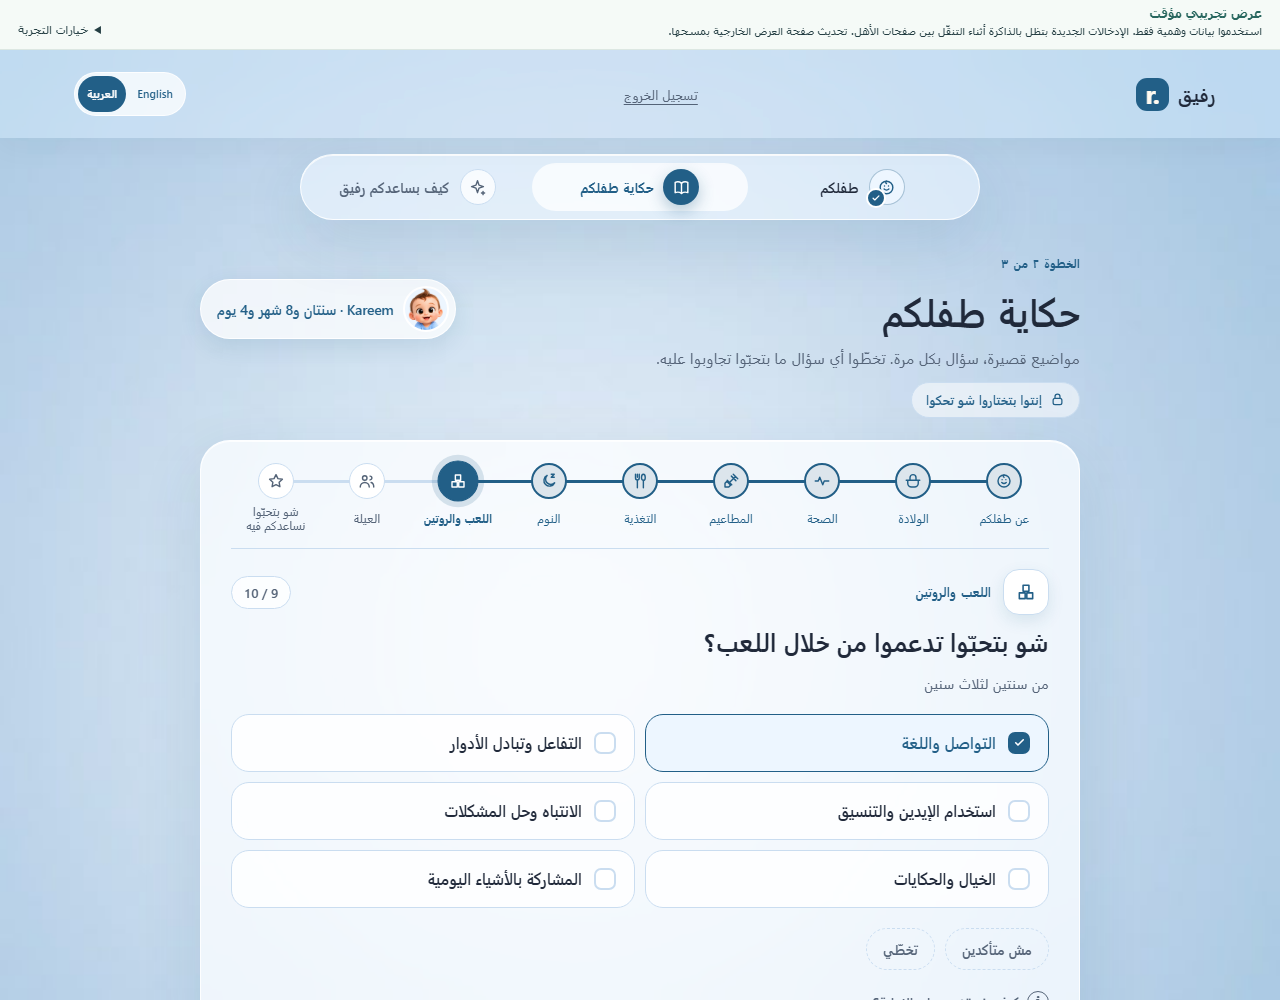 عرض تجريبي مؤقت
استخدموا بيانات وهمية فقط. الإدخالات الجديدة بتظل بالذاكرة أثناء التنقّل بين صفحات الأهل. تحديث صفحة العرض الخارجية بمسحها.
خيارات التجربة
رفيق
r.
تسجيل الخروج
English
العربية
طفلكم
حكاية طفلكم
كيف بساعدكم رفيق
الخطوة ٢ من ٣
حكاية طفلكم
Kareem · سنتان و8 شهر و4 يوم
مواضيع قصيرة، سؤال بكل مرة. تخطّوا أي سؤال ما بتحبّوا تجاوبوا عليه.
إنتوا بتختاروا شو تحكوا
عن طفلكم
الولادة
الصحة
المطاعيم
التغذية
النوم
اللعب والروتين
العيلة
شو بتحبّوا
نساعدكم فيه
اللعب والروتين
9 / 10
شو بتحبّوا تدعموا من خلال اللعب؟
من سنتين لثلاث سنين
التواصل واللغة
التفاعل وتبادل الأدوار
استخدام الإيدين والتنسيق
الانتباه وحل المشكلات
الخيال والحكايات
المشاركة بالأشياء اليومية
مش متأكدين
تخطّي